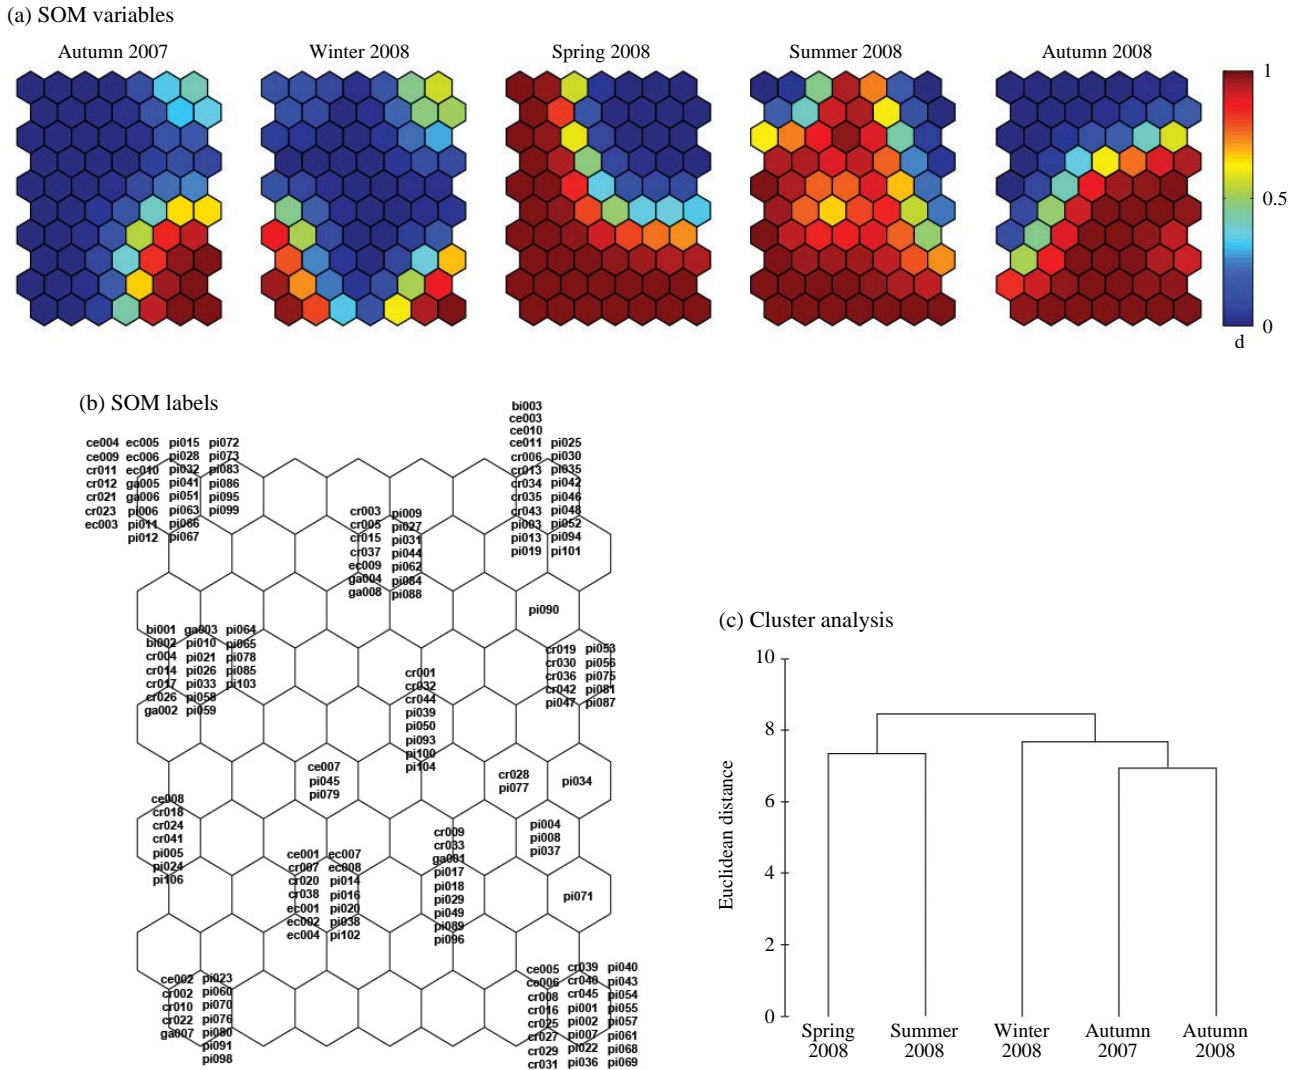 (a) SOM variables
Autumn 2007
Winter 2008
Spring 2008
Summer 2008
Autumn 2008
1
0.5
0
d
(b) SOM labels
ce004 ec005 pi015 pi072
ce009 ec006 pi028 pi073
cr011 ec010 pi032 pi083
cr012 ga005 pi041 pi086
cr021 ga006 pi051 pi095
cr023 pi006 pi063 pi099
ec003 pi011 pi066
pi012 pi067
cr003 pi009
cr005 pi027
cr015 pi031
cr037 pi044
ec009 pi062
ga004 pi084
ga008 pi088
bi003
ce003
ce010
ce011 pi025
cr006 pi030
cr013 pi035
cr034 pi042
cr035 pi046
cr043 pi048
pi003 pi052
pi013 pi094
pi019 pi101
pi090
bi001 ga003 pi064
bi002 pi010 pi065
cr004 pi021 pi078
cr014 pi026 pi085
cr017 pi033 pi103
cr026 pi058
ga002 pi059
cr001
cr032
cr044
pi039
pi050
pi093
pi100
pi104
cr019 pi053
cr030 pi056
cr036 pi075
cr042 pi081
pi047 pi087
ce007
pi045
pi079
cr028
pi077
pi034
ce008
cr018
cr024
cr041
pi005
pi024
pi106
ce001 ec007
cr007 ec008
cr020 pi014
cr038 pi016
ec001 pi020
ec002 pi038
ec004 pi102
cr009
cr033
ga001
pi017
pi018
pi029
pi049
pi089
pi096
pi004
pi008
pi037
pi071
ce002 pi023
cr002 pi060
cr010 pi070
cr022 pi076
ga007 pi080
pi091
pi098
ce005 cr039 pi040
ce006 cr040 pi043
cr008 cr045 pi054
cr016 pi001 pi055
cr025 pi002 pi057
cr027 pi007 pi061
cr029 pi022 pi068
cr031 pi036 pi069
(c) Cluster analysis
Euclidean distance
10
8
6
4
2
0
Spring 2008
Summer 2008
Winter 2008
Autumn 2007
Autumn 2008